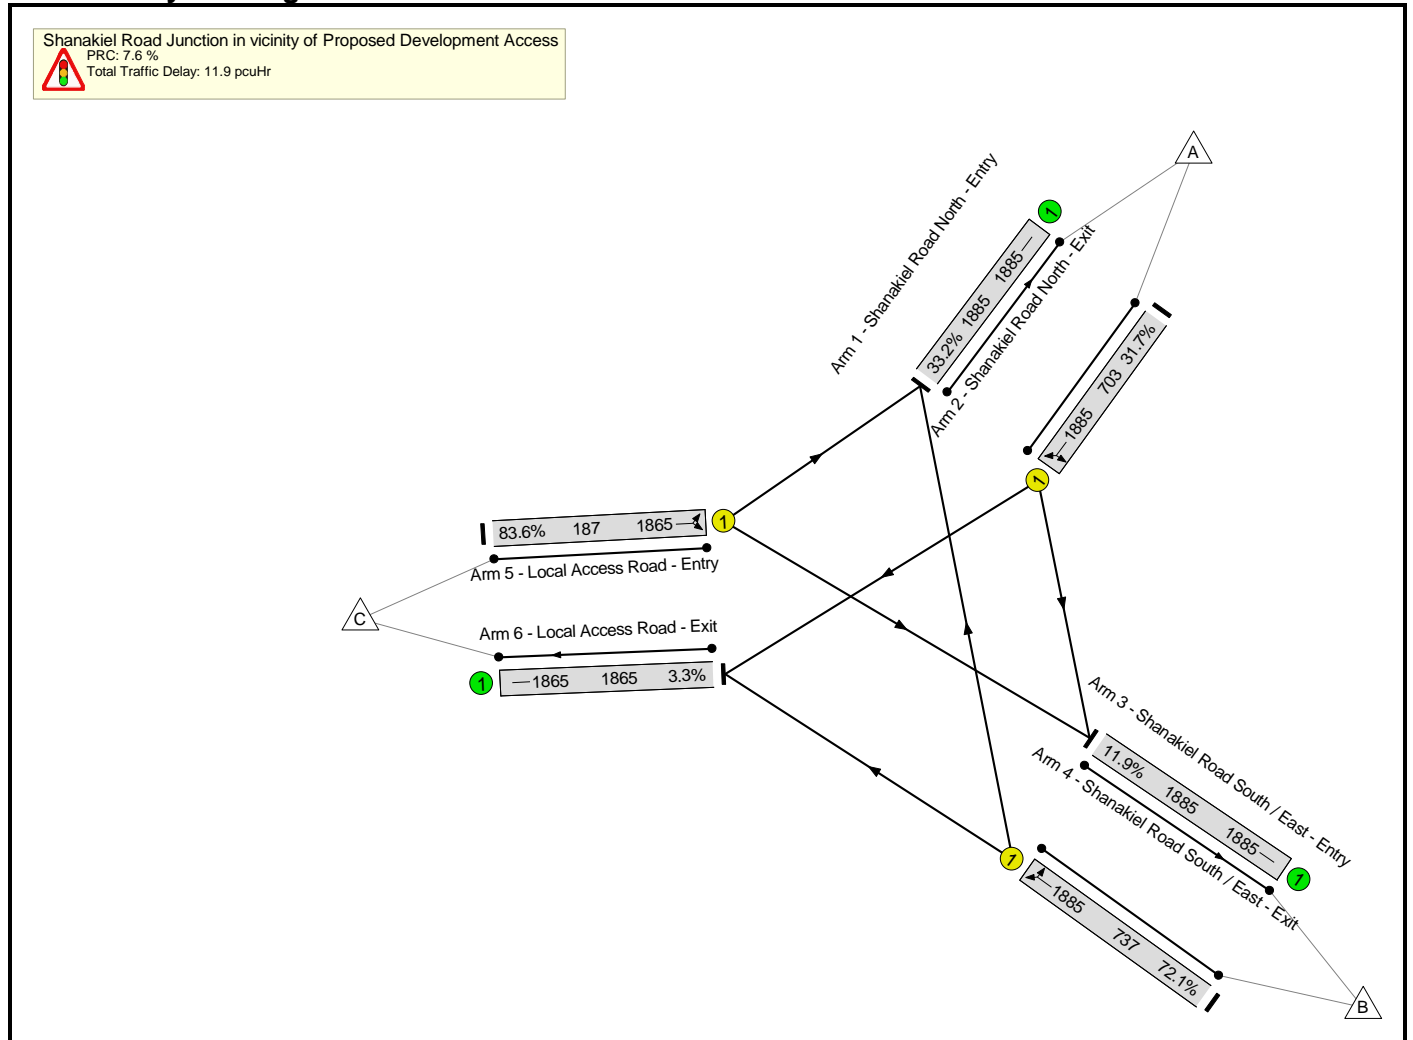 Shanakiel Road Junction in vicinity of Proposed Development Access
PRC: 7.6 %
Total Traffic Delay: 11.9 pcuHr
A
Arm 1 - Shanakiel Road North - Entry
1
33.2% 1885 1885
Arm 2 - Shanakiel Road North - Exit
1885 703 31.7%
1
83.6% 187 1865
1
Arm 5 - Local Access Road - Entry
C
Arm 6 - Local Access Road - Exit
1
1865 1865 3.3%
Arm 3 - Shanakiel Road South / East - Entry
11.9% 1885 1885
1
Arm 4 - Shanakiel Road South / East - Exit
1
1885 737 72.1%
B